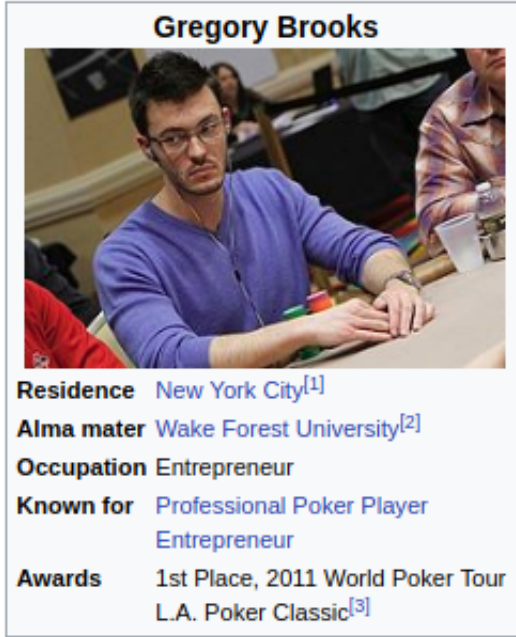 Gregory Brooks
Residence New York City[1]
Alma mater Wake Forest University[2]
Occupation Entrepreneur
Known for Professional Poker Player
Entrepreneur
Awards 1st Place, 2011 World Poker Tour
L.A. Poker Classic[3]